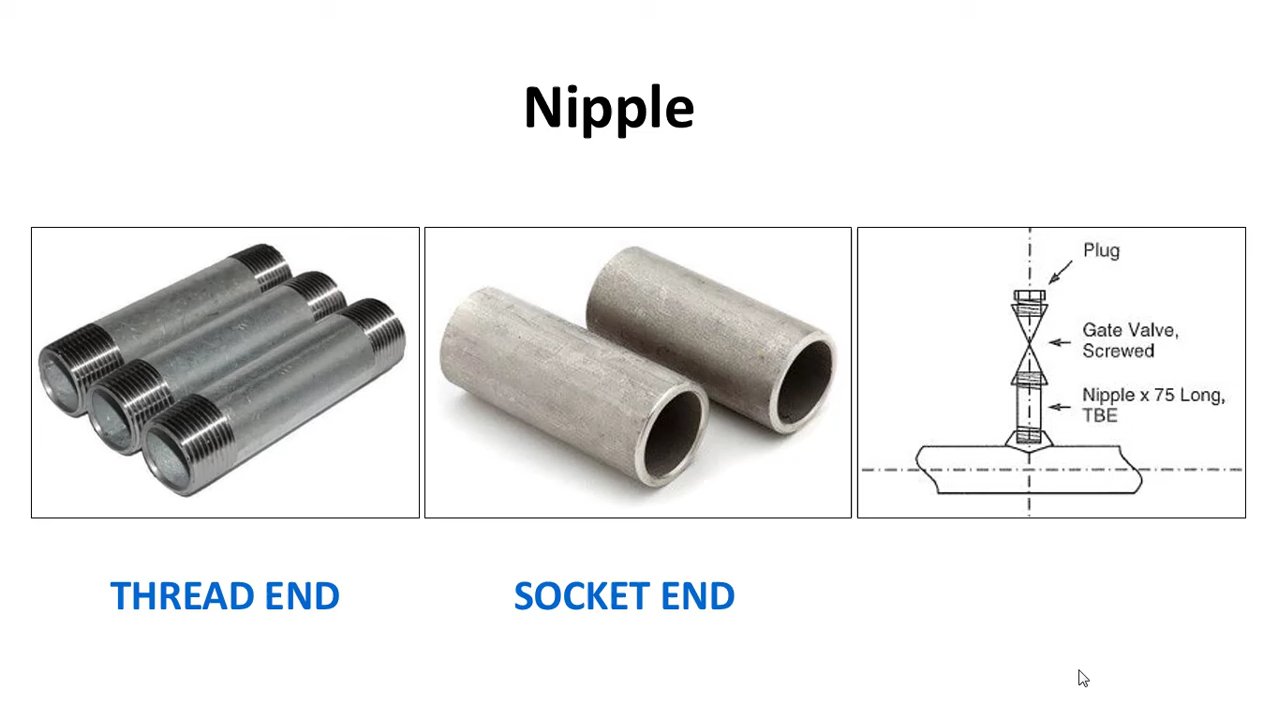 Nipple
Plug
Gate Valve,
Screwed
Nipple x 75 Long,
TBE
THREAD END
SOCKET END